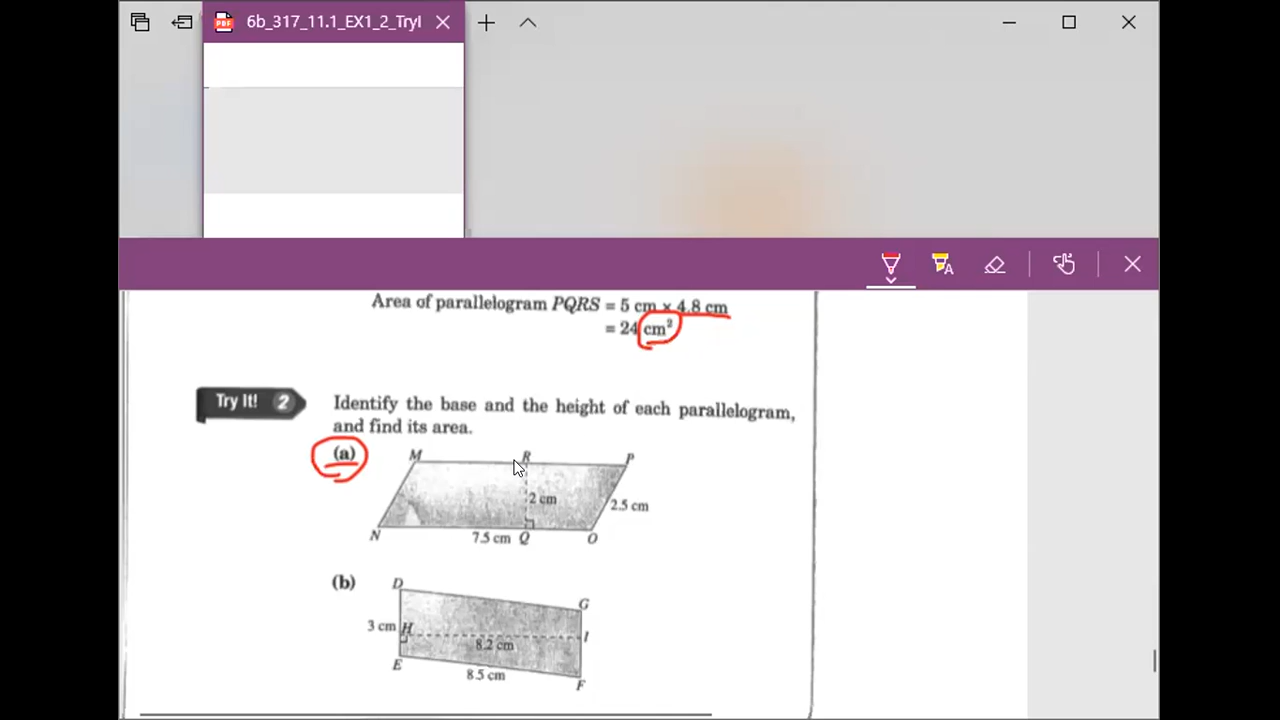 6b_317_11.1_EX1_2_TryI
Area of parallelogram PQRS = 5 cm × 4.8 cm
= 24 cm²
Try It! 2
Identify the base and the height of each parallelogram,
and find its area.
(a)
M R P
2 cm
2.5 cm
N 7.5 cm Q O
(b)
D
G
3 cm H
I
8.2 cm
E
8.5 cm
F